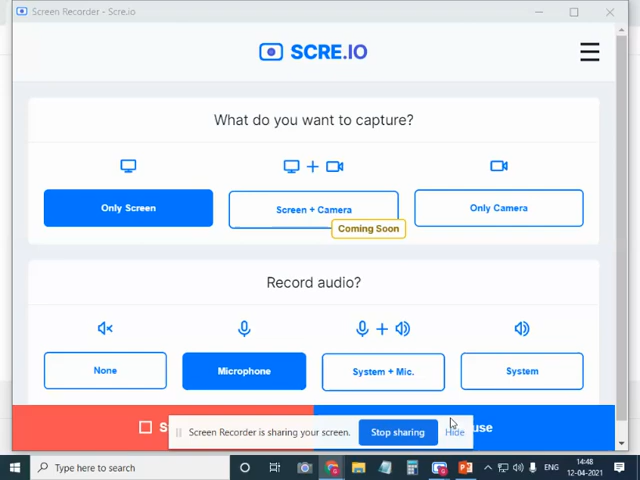 Screen Recorder - Scre.io
SCRE.IO
What do you want to capture?
Only Screen
Screen + Camera
Only Camera
Coming Soon
Record audio?
None
Microphone
System + Mic.
System
Screen Recorder is sharing your screen.
Stop sharing
Hide
Type here to search
ENG
14:48
12-04-2021